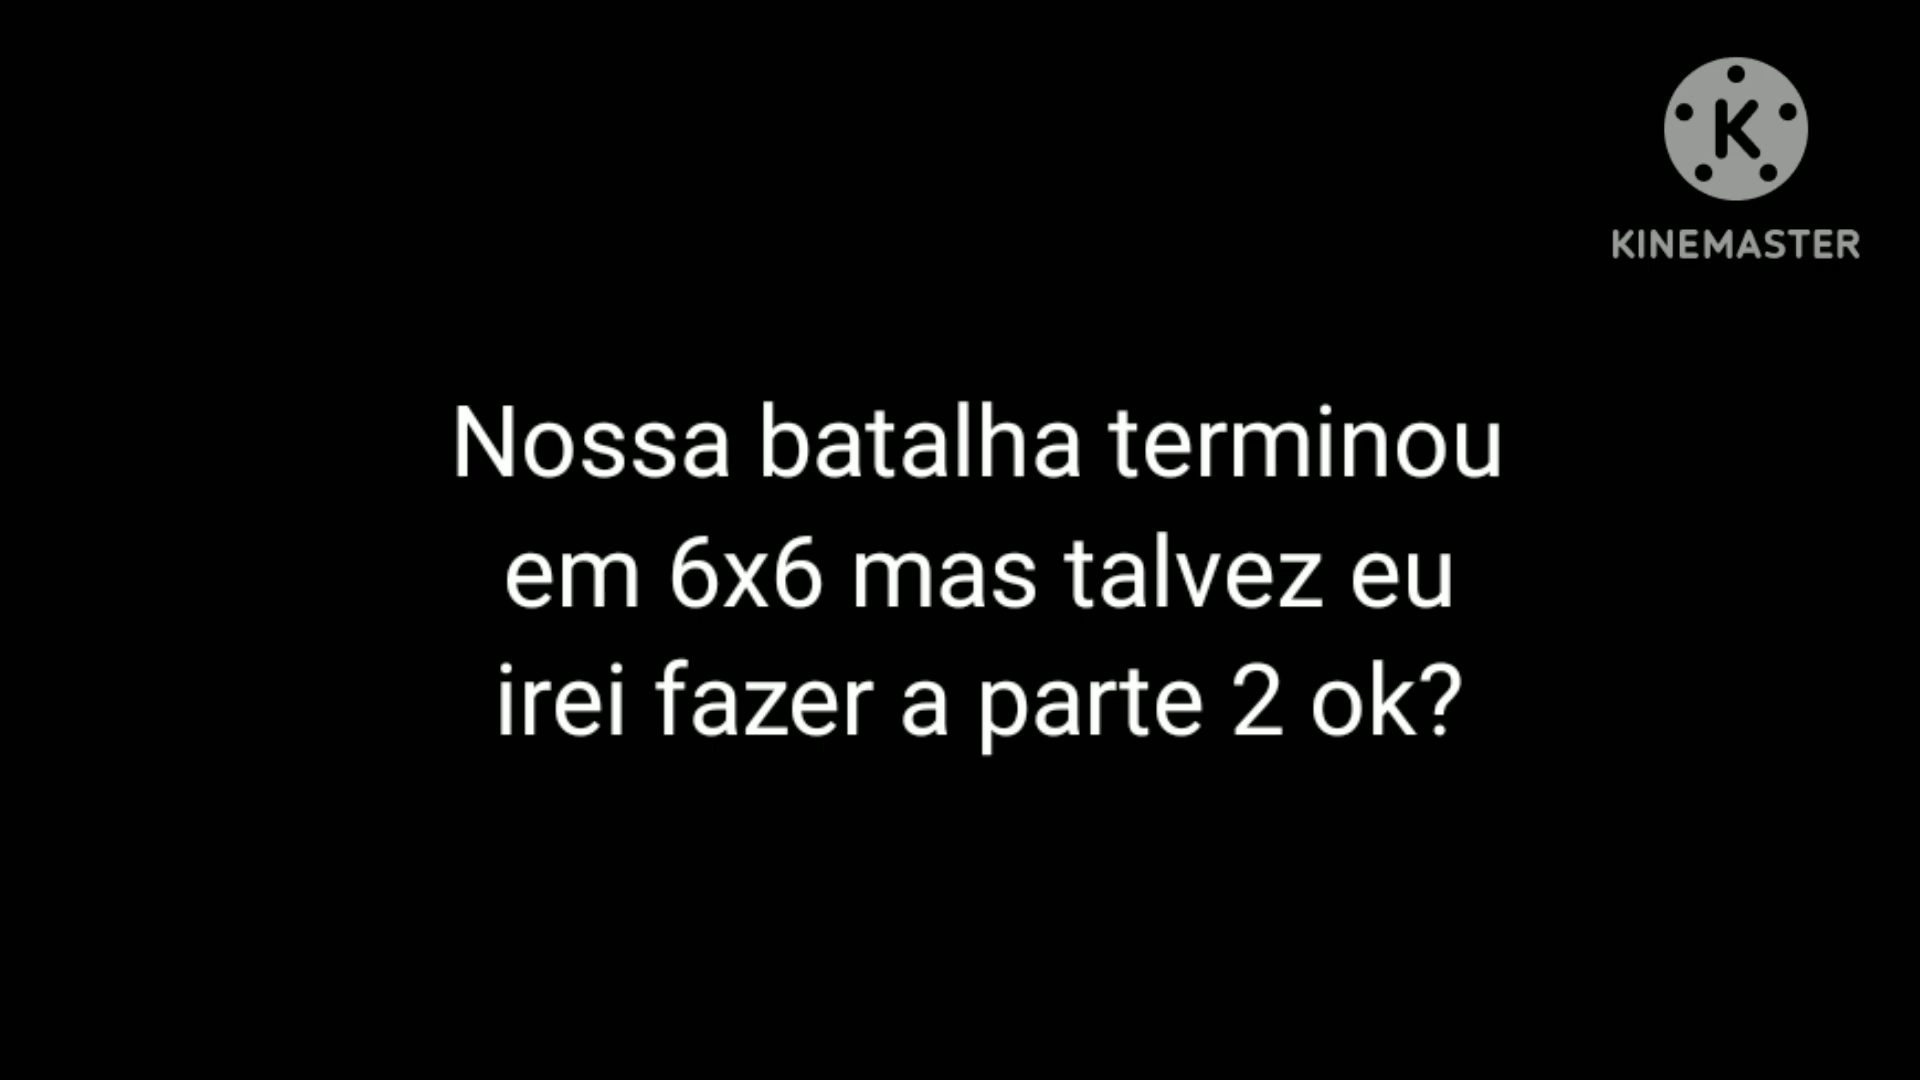 KINEMASTER
Nossa batalha terminou
em 6x6 mas talvez eu
irei fazer a parte 2 ok?